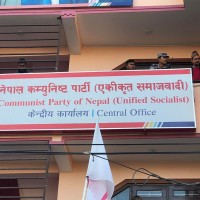 नेपाल कम्युनिष्ट पार्टी (एकीकृत समाजवादी)
Communist Party of Nepal (Unified Socialist)
केन्द्रीय कार्यालय | Central Office